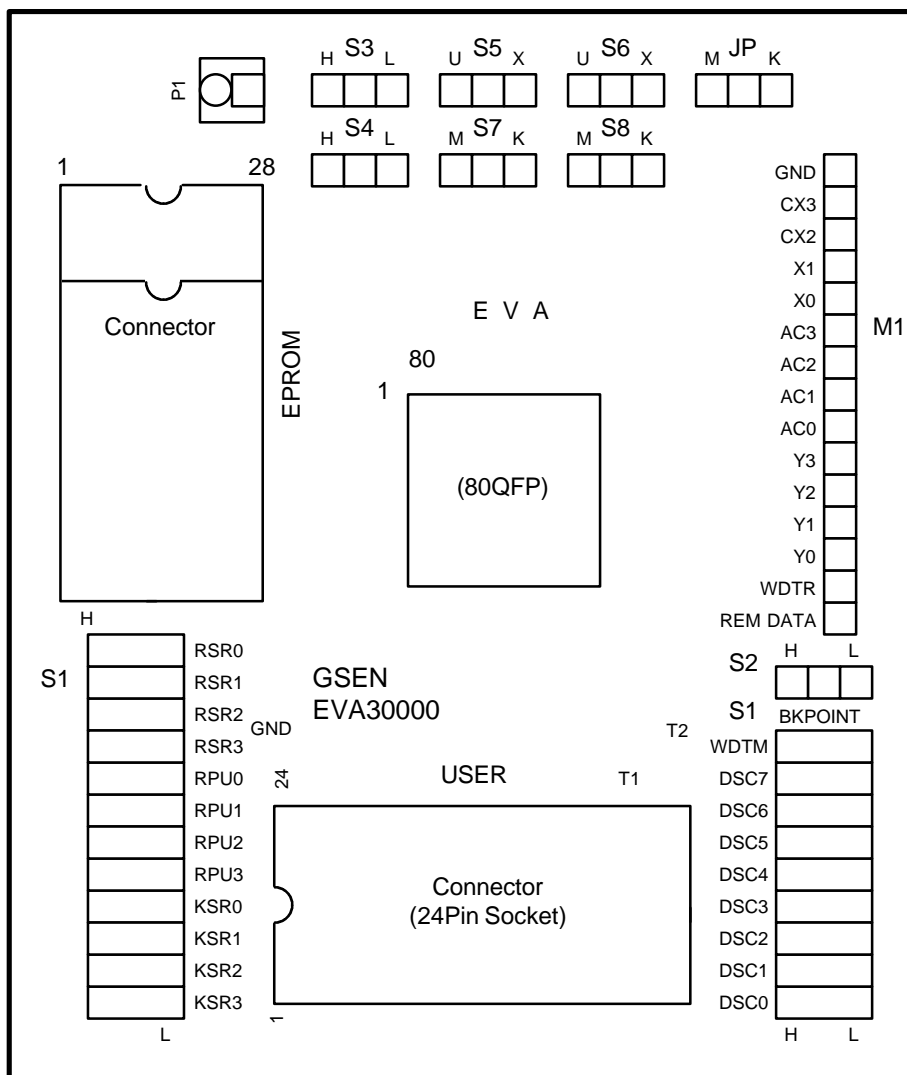 S3 S5 S6 JP
H L U X U X M K
P1
S4 S7 S8
H L M K M K
1 28
GND
CX3
CX2
X1
X0
AC3
AC2
AC1
AC0
Y3
Y2
Y1
Y0
WDTR
REM DATA
M1
Connector
EPROM
E V A
80
1
(80QFP)
H
S1
RSR0
RSR1
RSR2
RSR3
RPU0
RPU1
RPU2
RPU3
KSR0
KSR1
KSR2
KSR3
L
GSEN
EVA30000
GND
T2
24
USER
T1
Connector
(24Pin Socket)
1
H L
S2
S1
BKPOINT
WDTM
DSC7
DSC6
DSC5
DSC4
DSC3
DSC2
DSC1
DSC0
H L